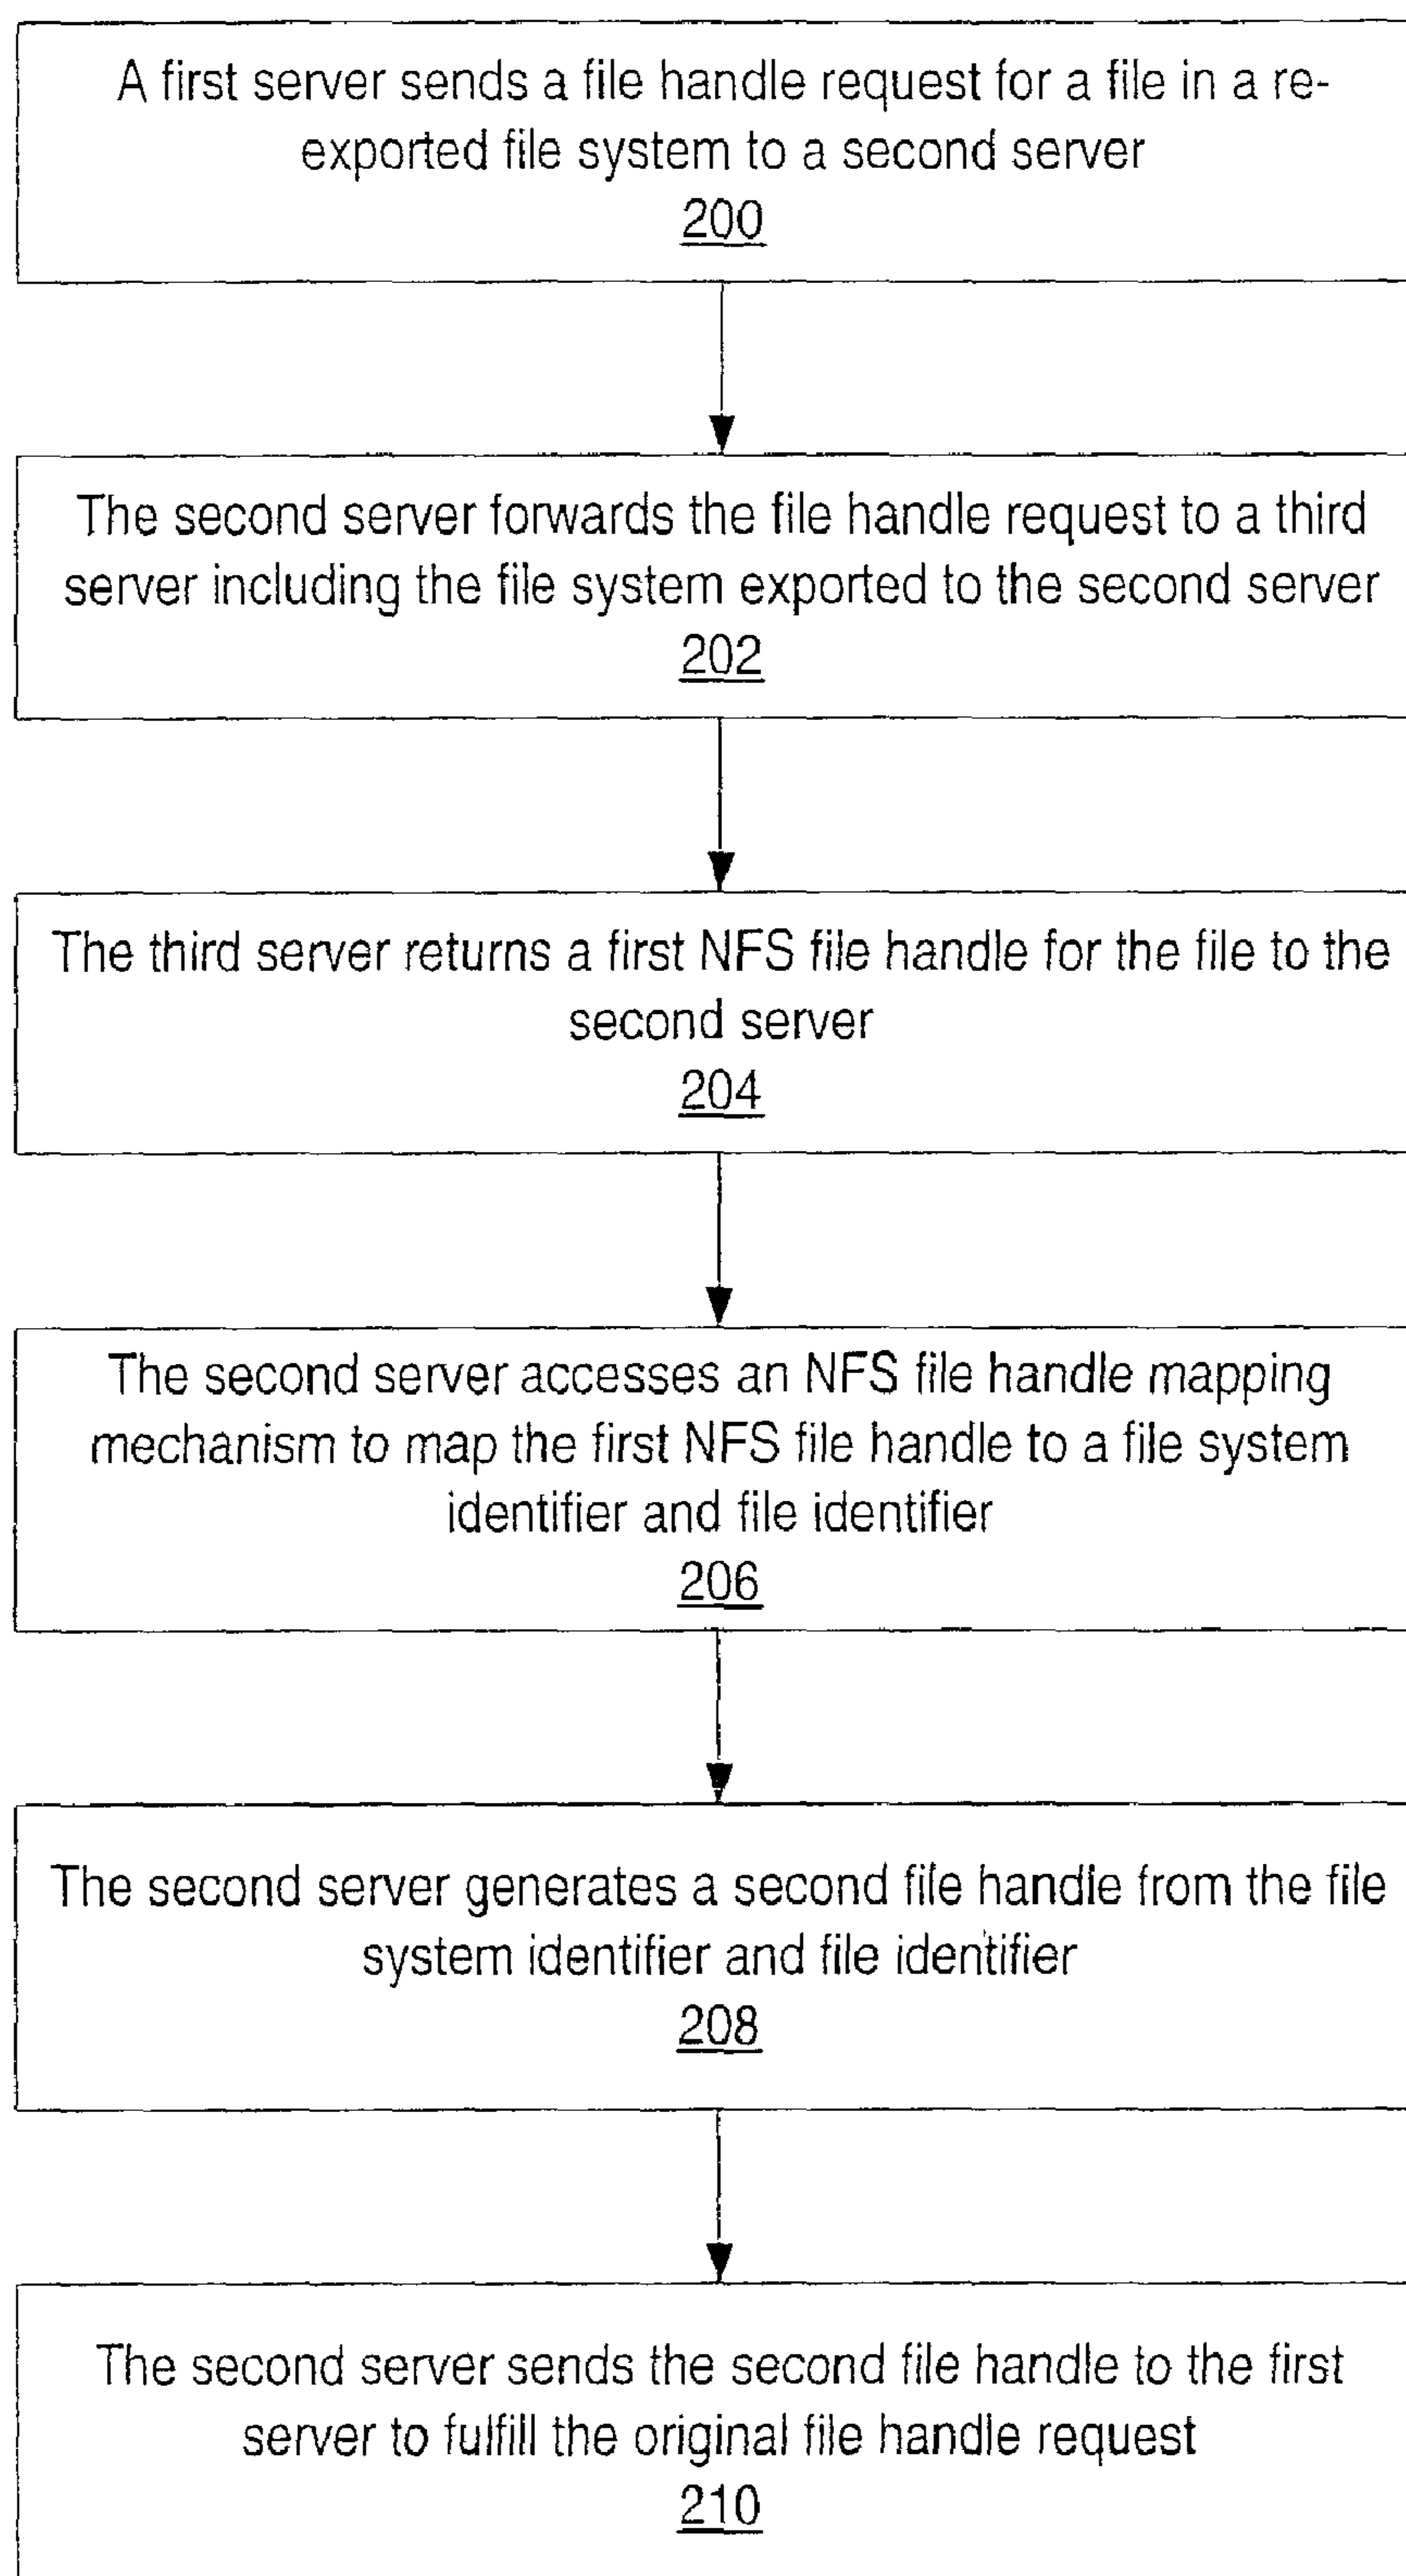 A first server sends a file handle request for a file in a re-
exported file system to a second server
200
The second server forwards the file handle request to a third
server including the file system exported to the second server
202
The third server returns a first NFS file handle for the file to the
second server
204
The second server accesses an NFS file handle mapping
mechanism to map the first NFS file handle to a file system
identifier and file identifier
206
The second server generates a second file handle from the file
system identifier and file identifier
208
The second server sends the second file handle to the first
server to fulfill the original file handle request
210